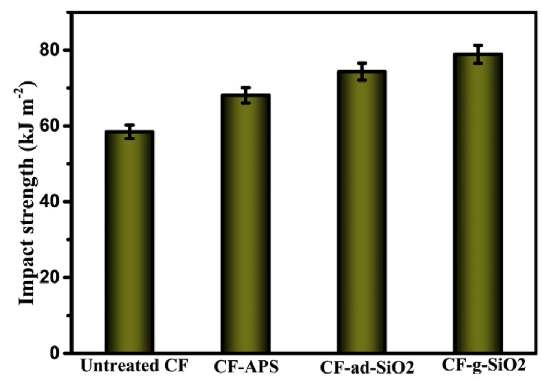 80
60
40
20
0
Impact strength (kJ m⁻²)
Untreated CF
CF-APS
CF-ad-SiO2
CF-g-SiO2